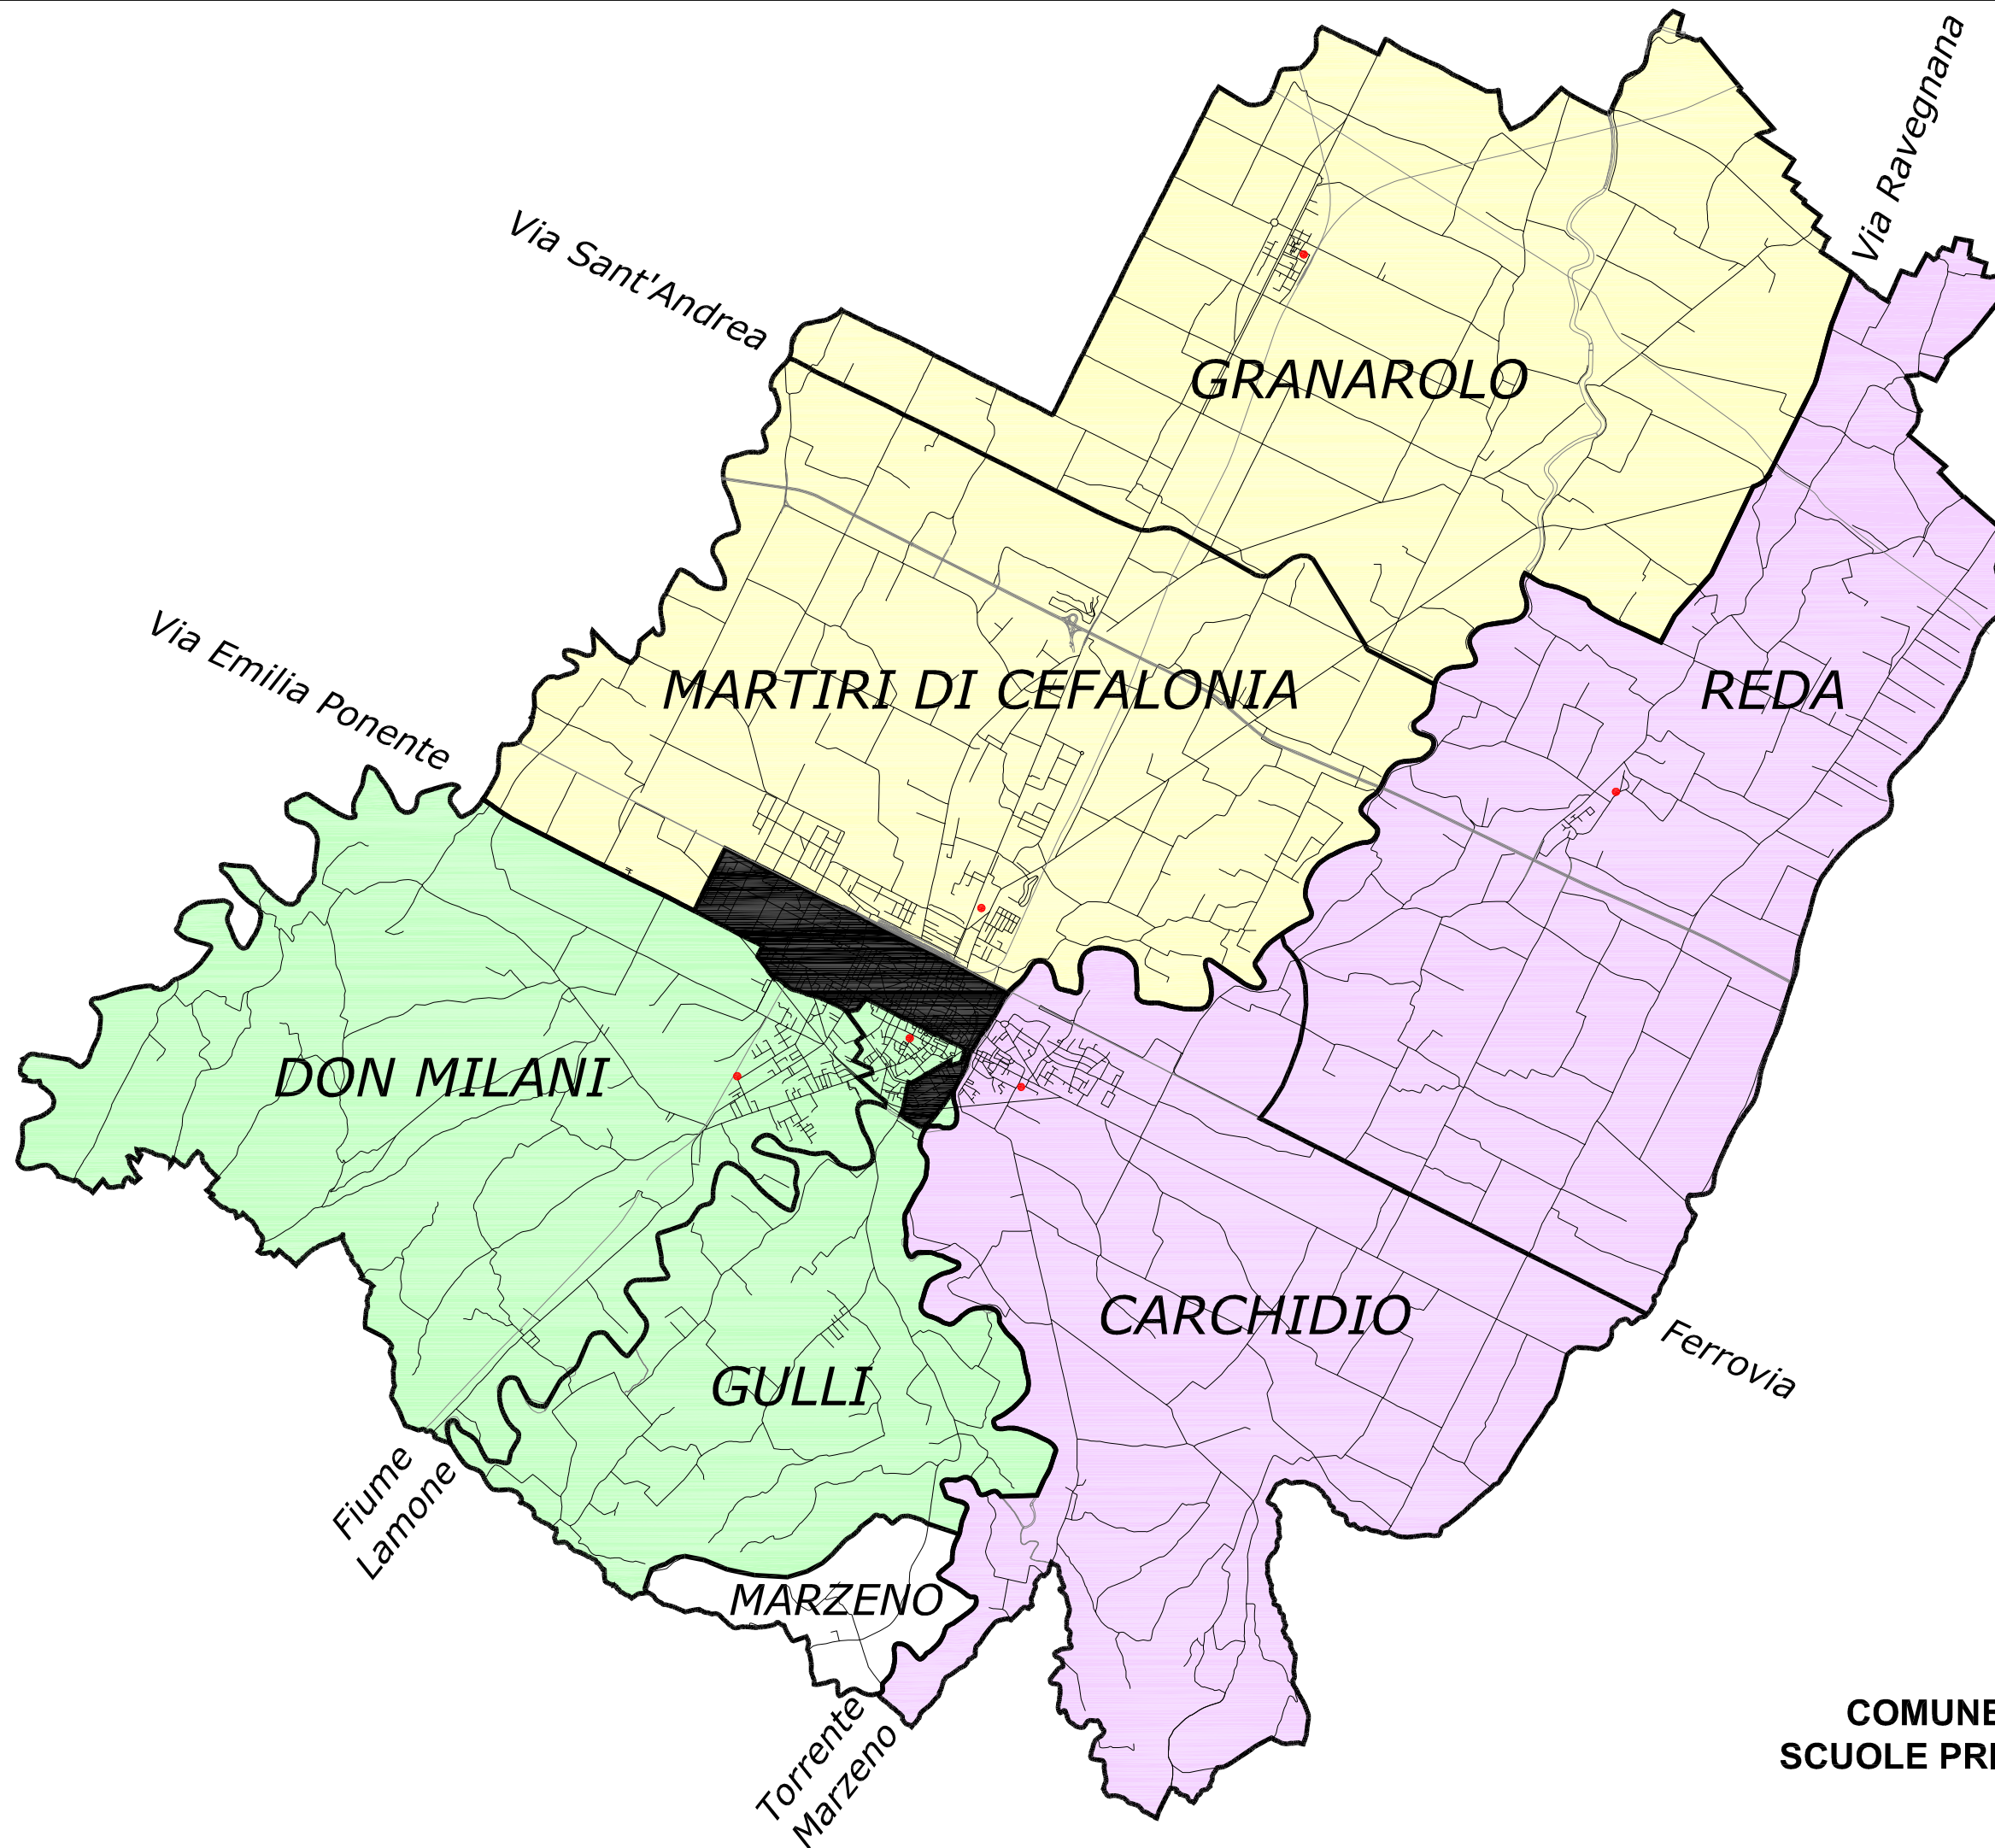 Via Ravegnana
Via Sant'Andrea
GRANAROLO
Via Emilia Ponente
MARTIRI DI CEFALONIA
REDA
DON MILANI
CARCHIDIO
Ferrovia
GULLI
Fiume
Lamone
MARZENO
Torrente
Marzeno
COMUNE
SCUOLE PRI